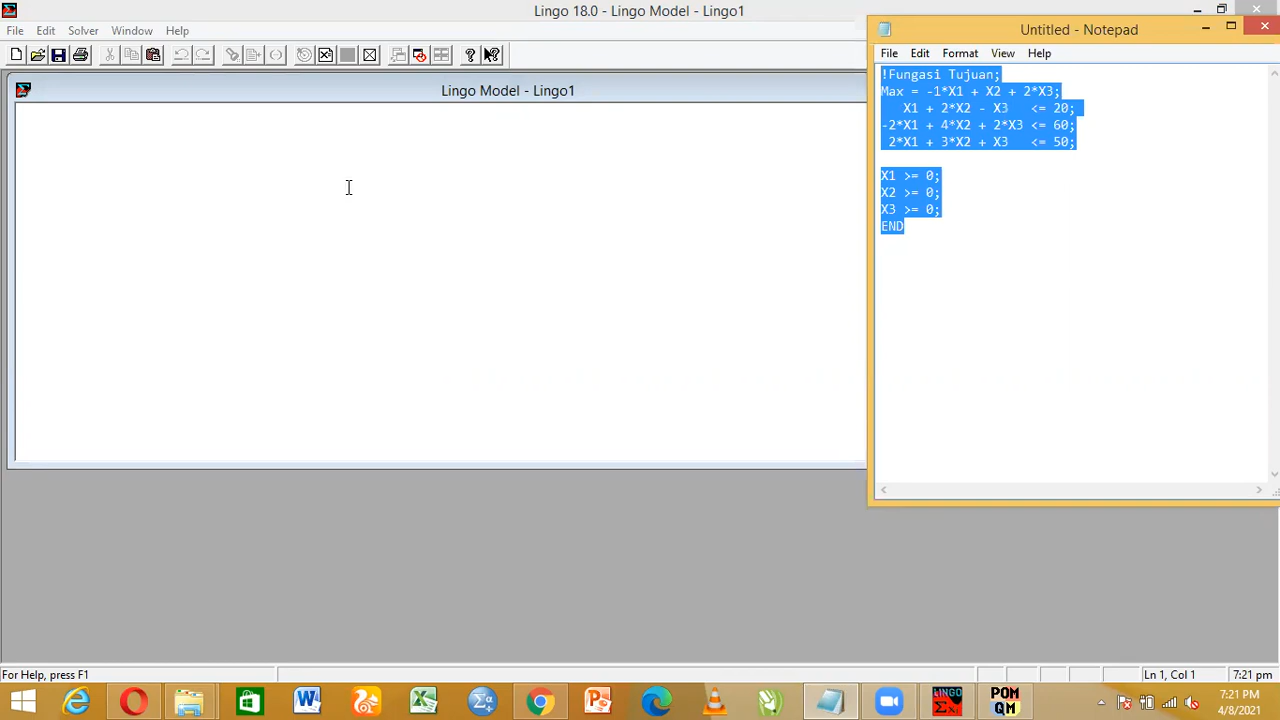 Lingo 18.0 - Lingo Model - Lingo1
File Edit Solver Window Help
Lingo Model - Lingo1
Untitled - Notepad
File Edit Format View Help
!Fungasi Tujuan;
Max = -1*X1 + X2 + 2*X3;
X1 + 2*X2 - X3 <= 20;
-2*X1 + 4*X2 + 2*X3 <= 60;
2*X1 + 3*X2 + X3 <= 50;
X1 >= 0;
X2 >= 0;
X3 >= 0;
END
For Help, press F1
Ln 1, Col 1
7:21 pm
LINGO
POM
QM
7:21 PM
4/8/2021